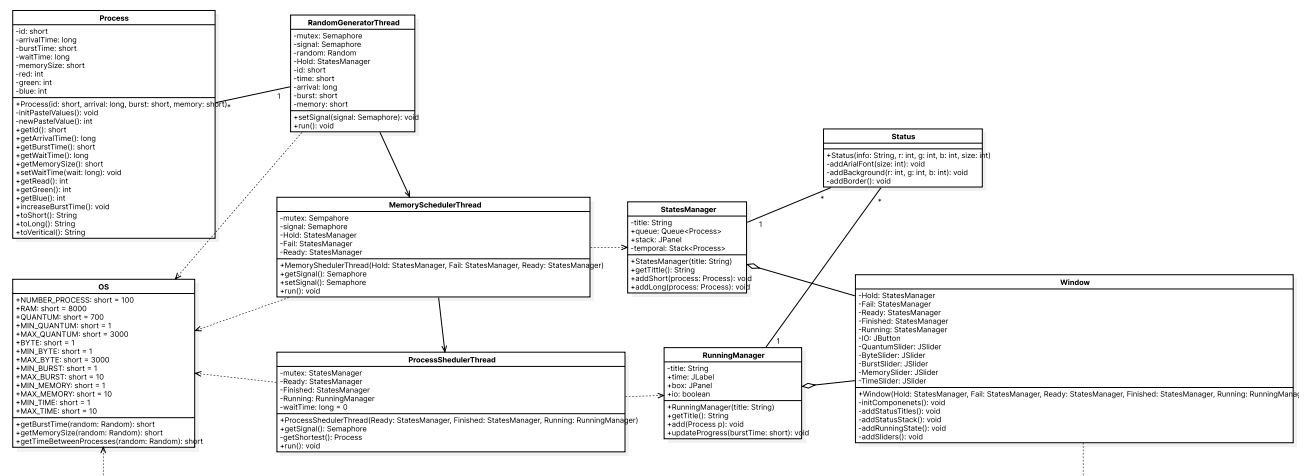 Process
-id: short
-arrivalTime: long
-burstTime: short
-waitTime: long
-memorySize: short
-red: int
-green: int
-blue: int
+Process(id: short, arrival: long, burst: short, memory: short)
-initPastelValues(): void
-newPastelValue(): int
+getId(): short
+getArrivalTime(): long
+getBurstTime(): short
+getWaitTime(): long
+getMemorySize(): short
+setWaitTime(wait: long): void
+getRead(): int
+getGreen(): int
+getBlue(): int
+increaseBurstTime(): void
+toShort(): String
+toLong(): String
+toVeritical(): String
*
1
RandomGeneratorThread
-mutex: Semaphore
-signal: Semaphore
-random: Random
-Hold: StatesManager
-id: short
-time: short
-arrival: long
-burst: short
-memory: short
+setSignal(signal: Semaphore): void
+run(): void
MemorySchedulerThread
-mutex: Sempahore
-signal: Semaphore
-Hold: StatesManager
-Fail: StatesManager
-Ready: StatesManager
+MemoryShedulerThread(Hold: StatesManager, Fail: StatesManager, Ready: StatesManager)
+getSignal(): Semaphore
+setSignal(): Semaphore
+run(): void
OS
+NUMBER_PROCESS: short = 100
+RAM: short = 8000
+QUANTUM: short = 700
+MIN_QUANTUM: short = 1
+MAX_QUANTUM: short = 3000
+BYTE: short = 1
+MIN_BYTE: short = 1
+MAX_BYTE: short = 3000
+MIN_BURST: short = 1
+MAX_BURST: short = 10
+MIN_MEMORY: short = 1
+MAX_MEMORY: short = 10
+MIN_TIME: short = 1
+MAX_TIME: short = 10
+getBurstTime(random: Random): short
+getMemorySize(random: Random): short
+getTimeBetweenProcesses(random: Random): short
ProcessShedulerThread
-mutex: StatesManager
-Ready: StatesManager
-Finished: StatesManager
-Running: RunningManager
-waitTime: long = 0
+ProcessShedulerThread(Ready: StatesManager, Finished: StatesManager, Running: RunningManager)
+getSignal(): Semaphore
-getShortest(): Process
+run(): void
Status
+Status(info: String, r: int, g: int, b: int, size: int)
-addArialFont(size: int): void
-addBackground(r: int, g: int, b: int): void
-addBorder(): void
*
*
1
1
StatesManager
-title: String
+queue: Queue<Process>
+stack: JPanel
-temporal: Stack<Process>
+StatesManager(title: String)
+getTittle(): String
+addShort(process: Process): void
+addLong(process: Process): void
RunningManager
-title: String
+time: JLabel
+box: JPanel
+io: boolean
+RunningManager(title: String)
+getTitle(): String
+add(Process p): void
+updateProgress(burstTime: short): void
Window
-Hold: StatesManager
-Fail: StatesManager
-Ready: StatesManager
-Finished: StatesManager
-Running: StatesManager
-IO: JButton
-QuantumSlider: JSlider
-ByteSlider: JSlider
-BurstSlider: JSlider
-MemorySlider: JSlider
-TimeSlider: JSlider
+Window(Hold: StatesManager, Fail: StatesManager, Ready: StatesManager, Finished: StatesManager, Running: RunningManag
-initComponenets(): void
-addStatusTitles(): void
-addStatusStack(): void
-addRunningState(): void
-addSliders(): void